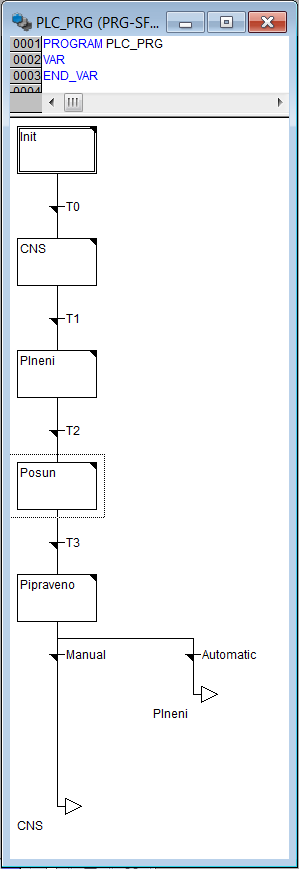 PLC_PRG (PRG-SF...
0001 PROGRAM PLC_PRG
0002 VAR
0003 END_VAR
0004
Init
T0
CNS
T1
Plneni
T2
Posun
T3
Pipraveno
Manual
Automatic
Plneni
CNS